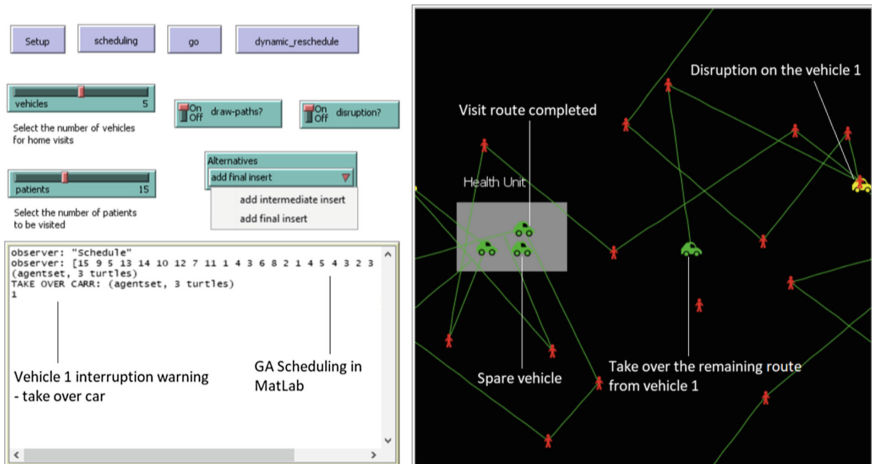 Setup
scheduling
go
dynamic_reschedule
vehicles 5
Select the number of vehicles
for home visits
On
Off
draw-paths?
On
Off
disruption?
patients 15
Select the number of patients
to be visited
Alternatives
add final insert
add intermediate insert
add final insert
observer: "Schedule"
observer: [15 9 5 13 14 10 12 7 11 1 4 3 6 8 2 1 4 5 4 3 2 3
(agentset, 3 turtles)
TAKE OVER CARR: (agentset, 3 turtles)
1
Vehicle 1 interruption warning
- take over car
GA Scheduling in
MatLab
Disruption on the vehicle 1
Visit route completed
Health Unit
Spare vehicle
Take over the remaining route
from vehicle 1